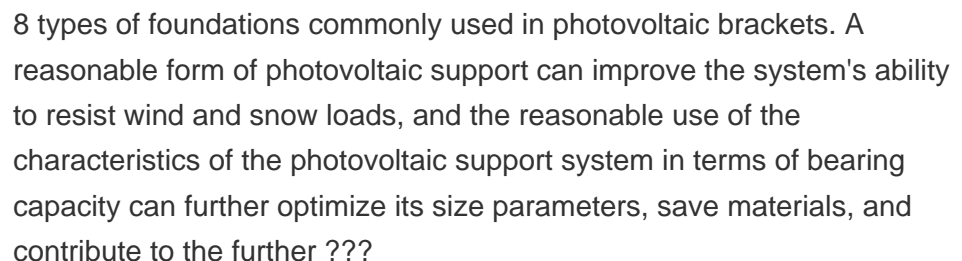 8 types of foundations commonly used in photovoltaic brackets. A
reasonable form of photovoltaic support can improve the system's ability
to resist wind and snow loads, and the reasonable use of the
characteristics of the photovoltaic support system in terms of bearing
capacity can further optimize its size parameters, save materials, and
contribute to the further ???